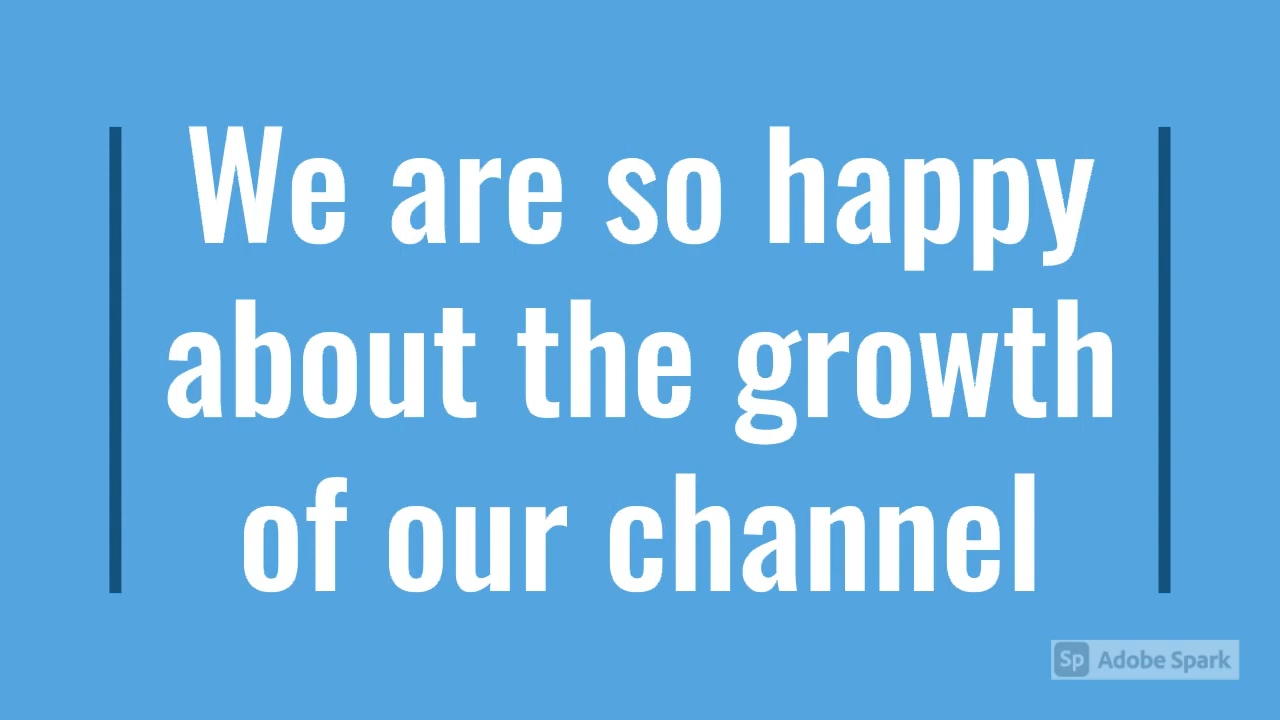 We are so happy
about the growth
of our channel
Sp Adobe Spark